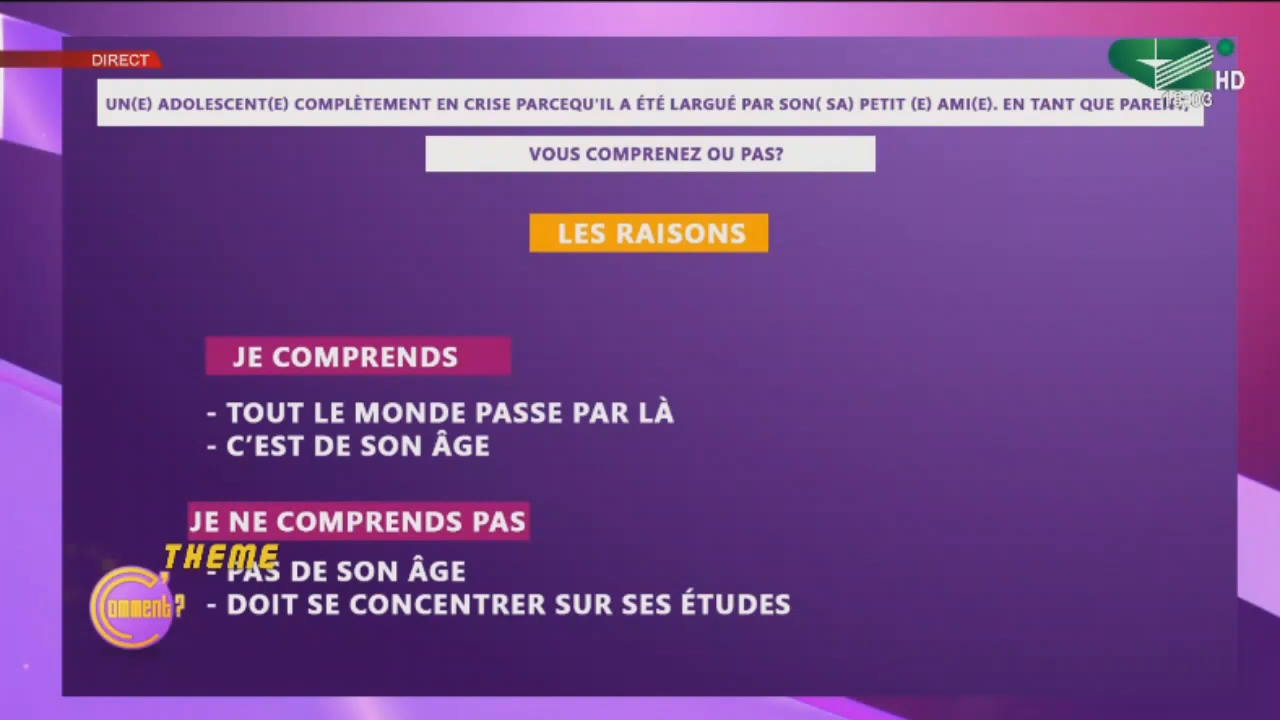 DIRECT
HD
UN(E) ADOLESCENT(E) COMPLÈTEMENT EN CRISE PARCEQU'IL A ÉTÉ LARGUÉ PAR SON( SA) PETIT (E) AMI(E). EN TANT QUE PARENT,
VOUS COMPRENEZ OU PAS?
LES RAISONS
JE COMPRENDS
- TOUT LE MONDE PASSE PAR LÀ
- C'EST DE SON ÂGE
JE NE COMPRENDS PAS
THEME
- PAS DE SON ÂGE
C'omment?
- DOIT SE CONCENTRER SUR SES ÉTUDES